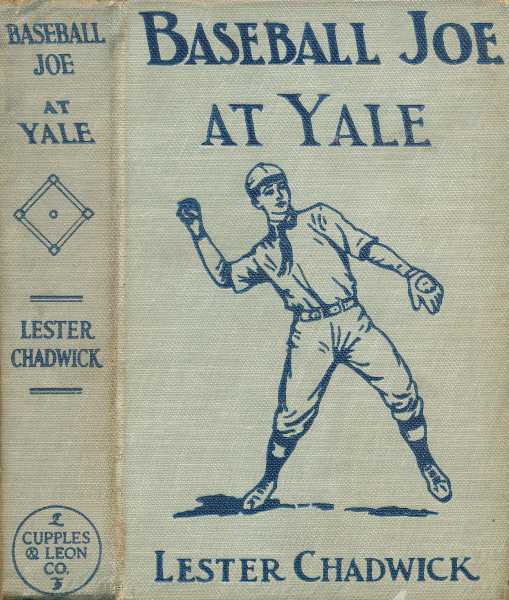 BASEBALL
JOE
AT
YALE
LESTER
CHADWICK
CUPPLES
& LEON
CO.
BASEBALL JOE
AT YALE
LESTER CHADWICK